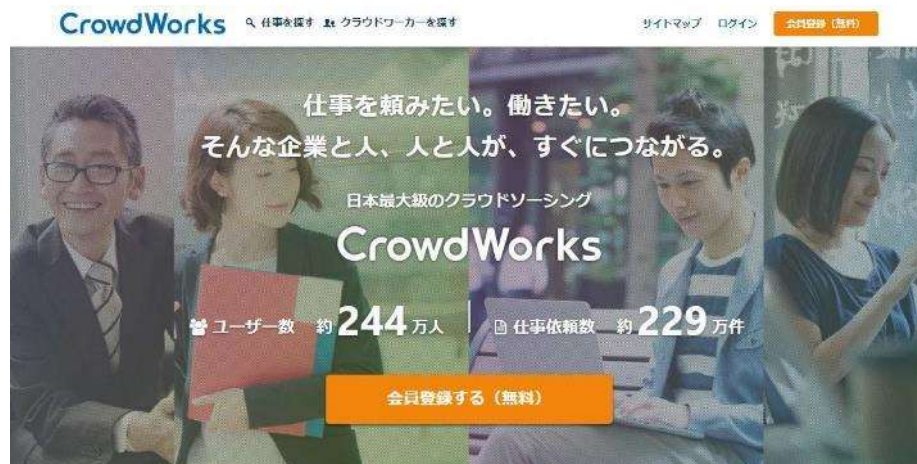 CrowdWorks 仕事を探す クラウドワーカーを探す サイトマップ ログイン 会員登録（無料）
仕事を頼みたい。働きたい。
そんな企業と人、人と人が、すぐにつながる。
日本最大級のクラウドソーシング
CrowdWorks
ユーザー数 約244万人 仕事依頼数 約229万件
会員登録する（無料）